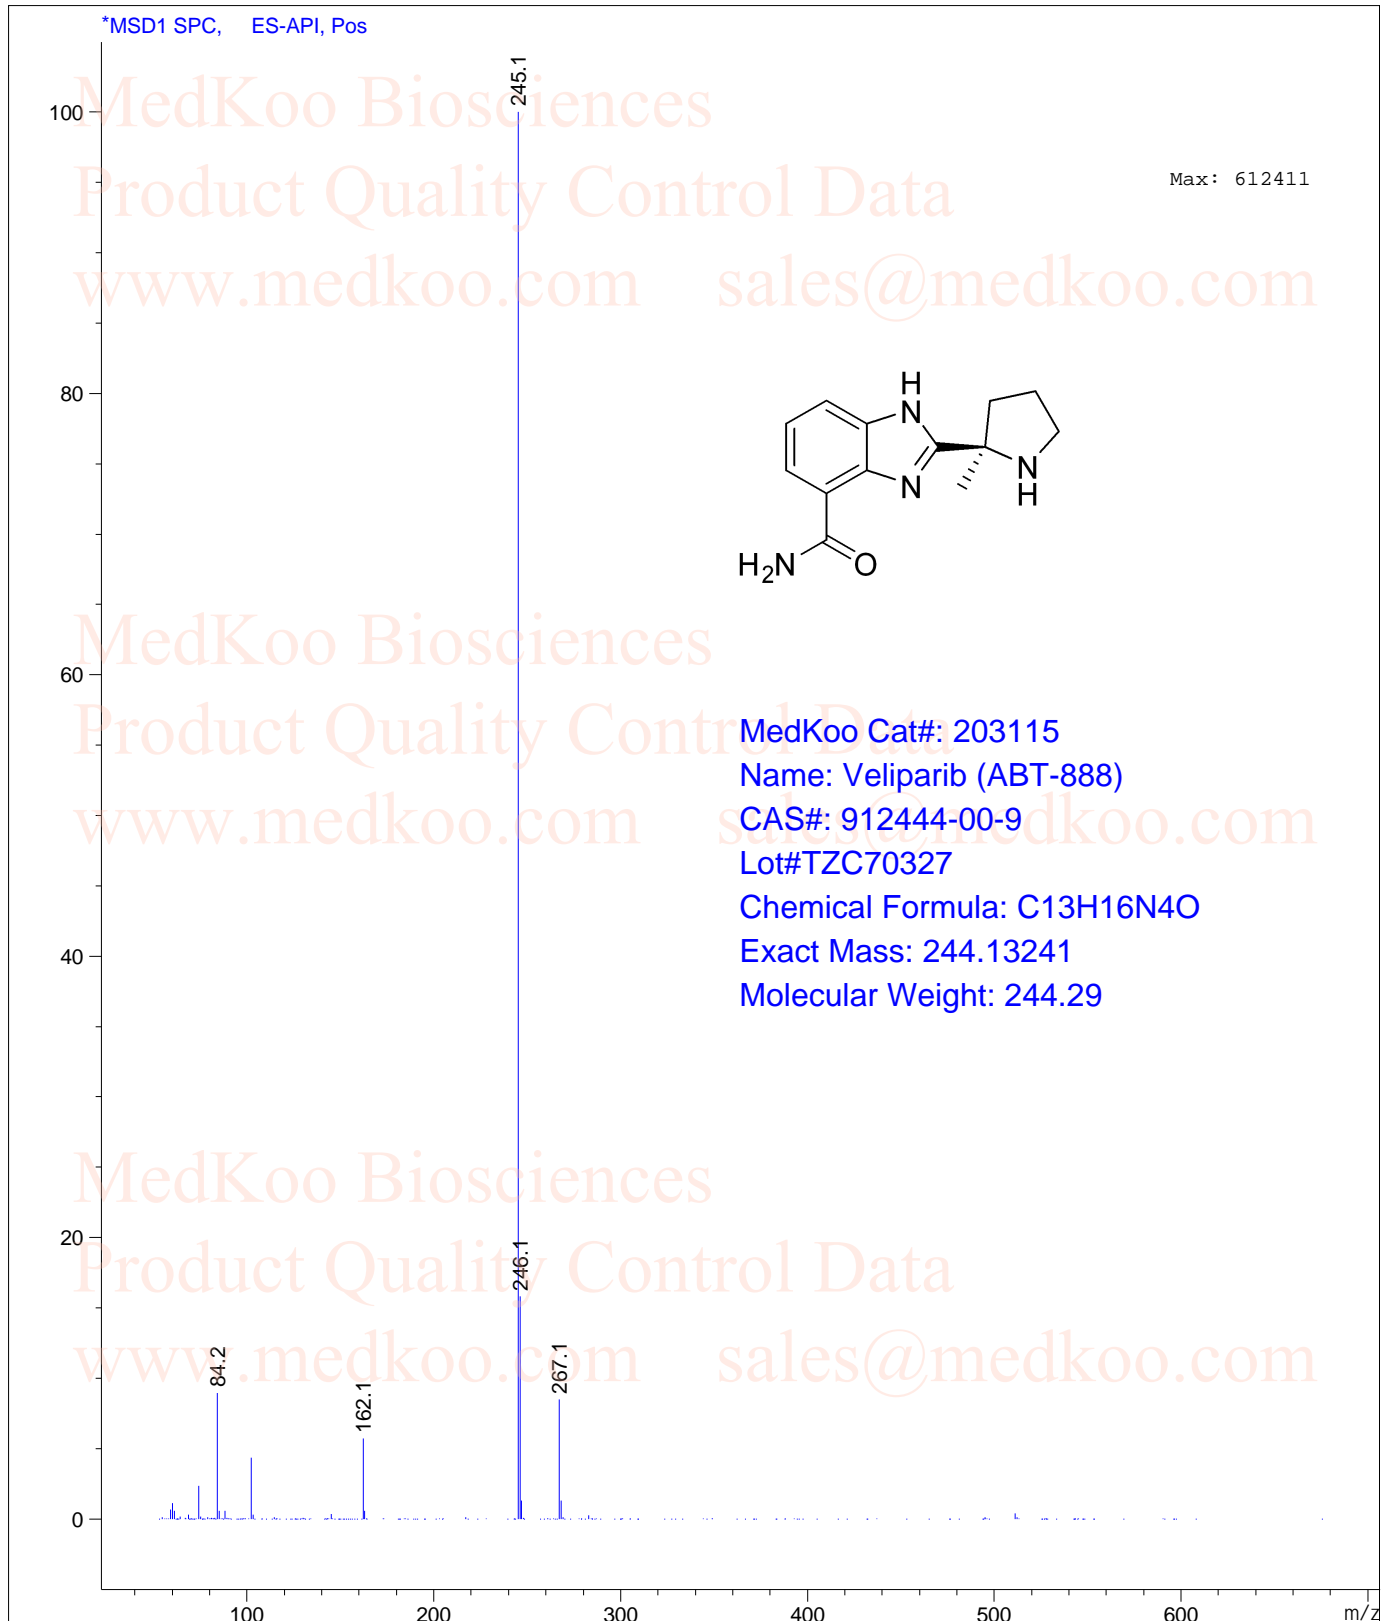 *MSD1 SPC, ES-API, Pos
245.1
100
Max: 612411
MedKoo Biosciences
Product Quality Control Data
www.medkoo.com sales@medkoo.com
80
H
N
N
N
H
H2N
O
60
MedKoo Biosciences
Product Quality Control Data
www.medkoo.com sales@medkoo.com
MedKoo Cat#: 203115
Name: Veliparib (ABT-888)
CAS#: 912444-00-9
Lot#TZC70327
Chemical Formula: C13H16N4O
Exact Mass: 244.13241
Molecular Weight: 244.29
40
MedKoo Biosciences
Product Quality Control Data
www.medkoo.com sales@medkoo.com
20
246.1
84.2
162.1
267.1
0
100 200 300 400 500 600 m/z